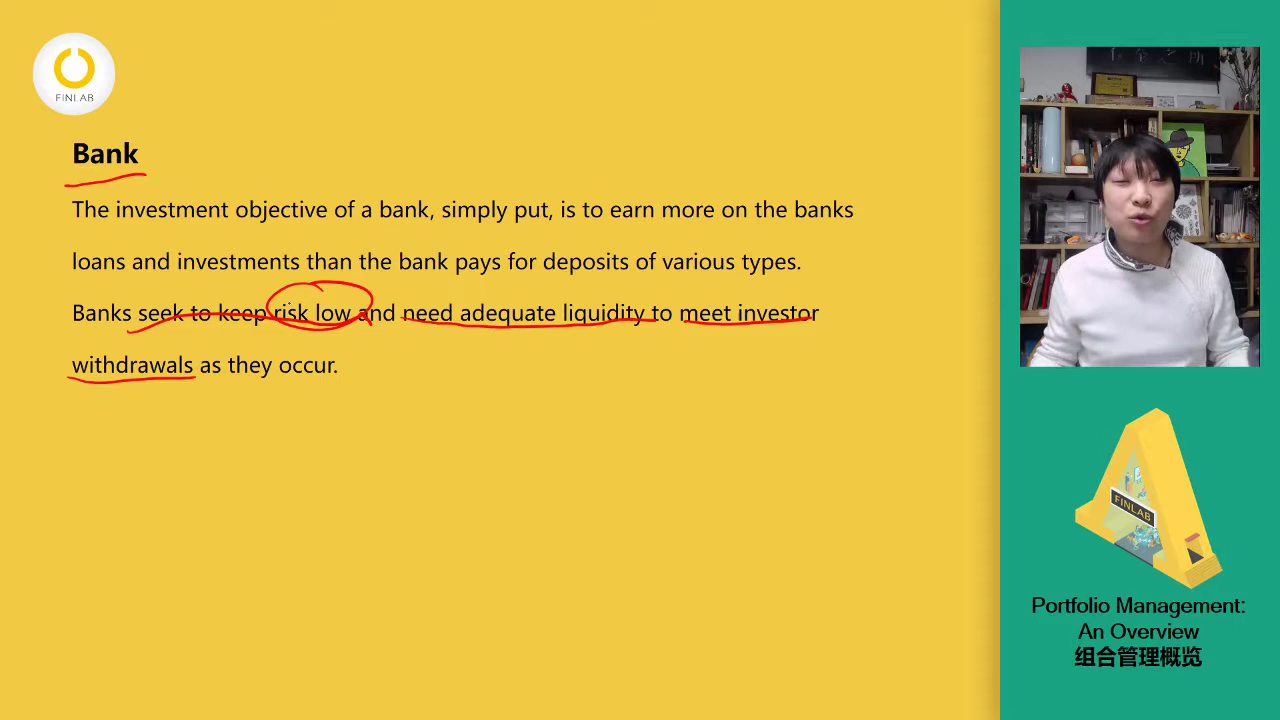 FINLAB
Bank
The investment objective of a bank, simply put, is to earn more on the banks
loans and investments than the bank pays for deposits of various types.
Banks seek to keep risk low and need adequate liquidity to meet investor
withdrawals as they occur.
FINLAB
Portfolio Management:
An Overview
组合管理概览